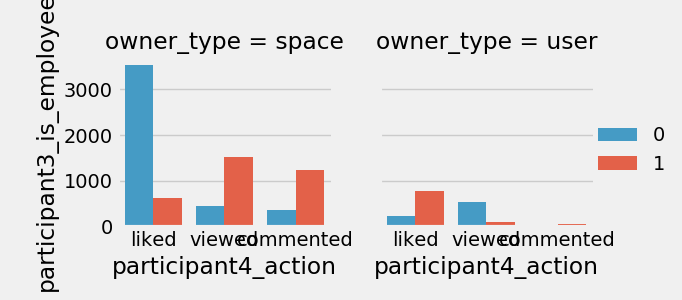 owner_type = space
owner_type = user
participant3_is_employee
3000
2000
1000
0
liked viewed commented
liked viewed commented
participant4_action
participant4_action
0
1